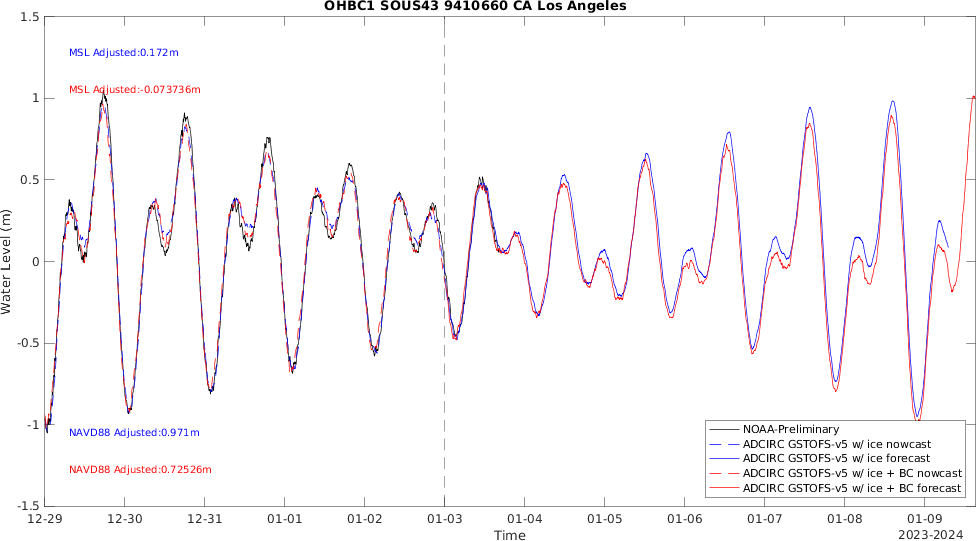 OHBC1 SOUS43 9410660 CA Los Angeles
1.5
MSL Adjusted:0.172m
MSL Adjusted:-0.073736m
1
0.5
Water Level (m)
0
-0.5
-1
NAVD88 Adjusted:0.971m
NAVD88 Adjusted:0.72526m
NOAA-Preliminary
ADCIRC GSTOFS-v5 w/ ice nowcast
ADCIRC GSTOFS-v5 w/ ice forecast
ADCIRC GSTOFS-v5 w/ ice + BC nowcast
ADCIRC GSTOFS-v5 w/ ice + BC forecast
-1.5
12-29 12-30 12-31 01-01 01-02 01-03 01-04 01-05 01-06 01-07 01-08 01-09
Time
2023-2024